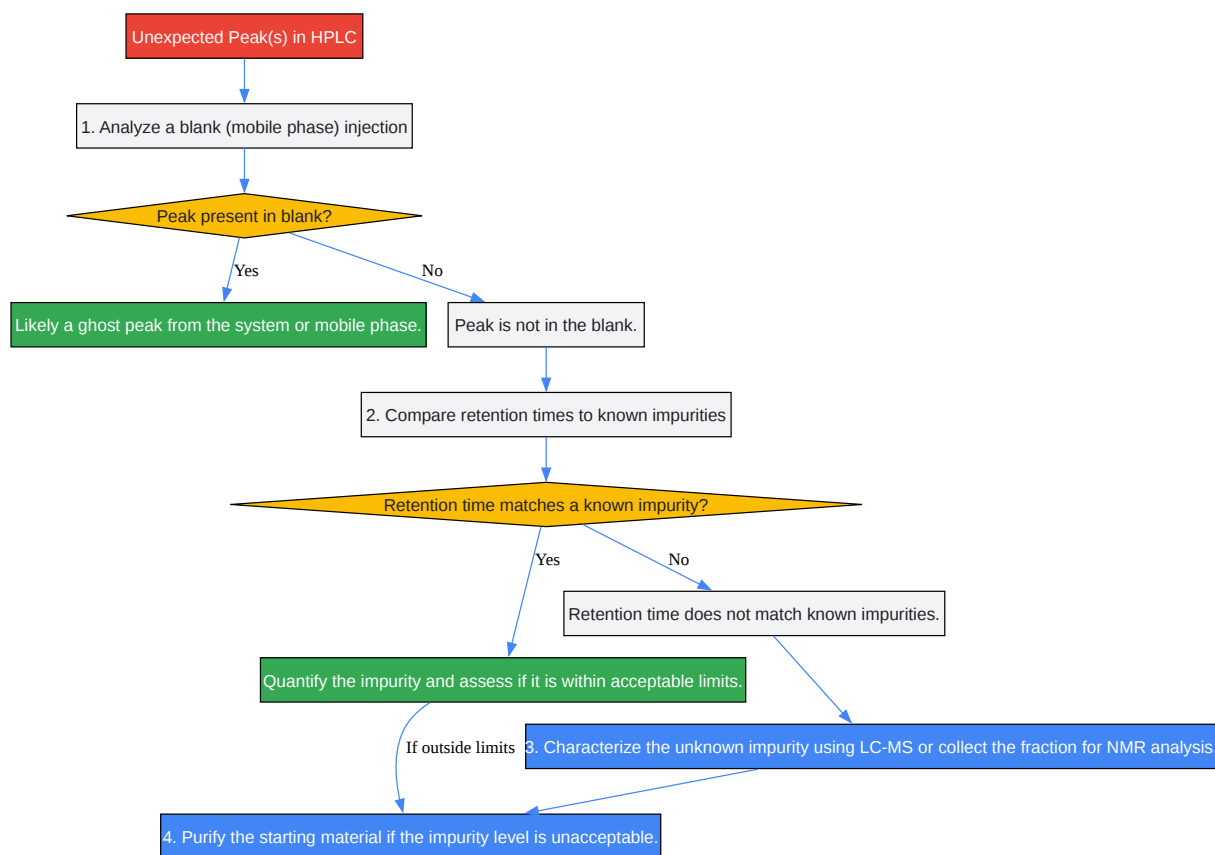 Unexpected Peak(s) in HPLC
1. Analyze a blank (mobile phase) injection
Peak present in blank?
Yes
No
Likely a ghost peak from the system or mobile phase.
Peak is not in the blank.
2. Compare retention times to known impurities
Retention time matches a known impurity?
Yes
No
Retention time does not match known impurities.
Quantify the impurity and assess if it is within acceptable limits.
If outside limits
3. Characterize the unknown impurity using LC-MS or collect the fraction for NMR analysis.
4. Purify the starting material if the impurity level is unacceptable.